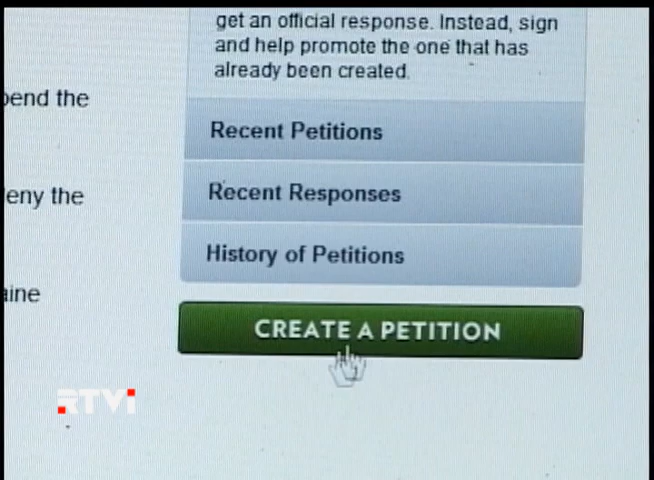 get an official response. Instead, sign
and help promote the one that has
already been created.
pend the
Recent Petitions
eny the
Recent Responses
History of Petitions
aine
CREATE A PETITION
RTVi